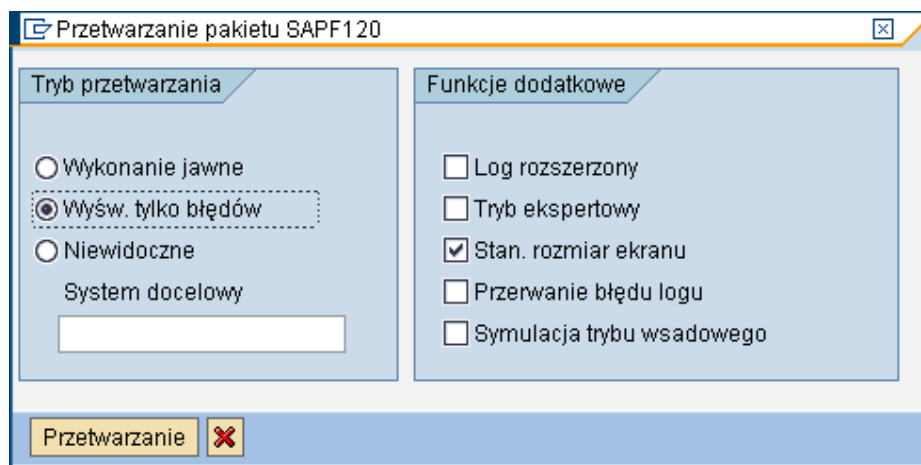 Przetwarzanie pakietu SAPF120
Tryb przetwarzania
Wykonanie jawne
Wyśw. tylko błędów
Niewidoczne
System docelowy
Funkcje dodatkowe
Log rozszerzony
Tryb ekspertowy
Stan. rozmiar ekranu
Przerwanie błędu logu
Symulacja trybu wsadowego
Przetwarzanie